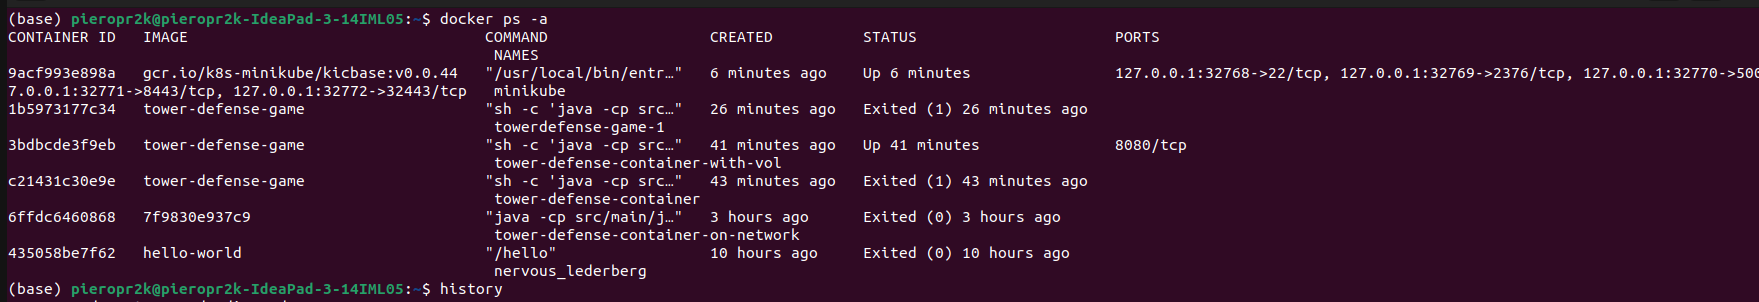 (base) pieropr2k@pieropr2k-IdeaPad-3-14IML05:~$ docker ps -a
CONTAINER ID   IMAGE                                 COMMAND                  CREATED          STATUS                      PORTS
NAMES
9acf993e898a   gcr.io/k8s-minikube/kicbase:v0.0.44   "/usr/local/bin/entr…"   6 minutes ago    Up 6 minutes                127.0.0.1:32768->22/tcp, 127.0.0.1:32769->2376/tcp, 127.0.0.1:32770->500
7.0.0.1:32771->8443/tcp, 127.0.0.1:32772->32443/tcp   minikube
1b5973177c34   tower-defense-game                    "sh -c 'java -cp src…"   26 minutes ago   Exited (1) 26 minutes ago
towerdefense-game-1
3bdbcde3f9eb   tower-defense-game                    "sh -c 'java -cp src…"   41 minutes ago   Up 41 minutes               8080/tcp
tower-defense-container-with-vol
c21431c30e9e   tower-defense-game                    "sh -c 'java -cp src…"   43 minutes ago   Exited (1) 43 minutes ago
tower-defense-container
6ffdc6460868   7f9830e937c9                          "java -cp src/main/j…"   3 hours ago      Exited (0) 3 hours ago
tower-defense-container-on-network
435058be7f62   hello-world                           "/hello"                 10 hours ago     Exited (0) 10 hours ago
nervous_lederberg
(base) pieropr2k@pieropr2k-IdeaPad-3-14IML05:~$ history